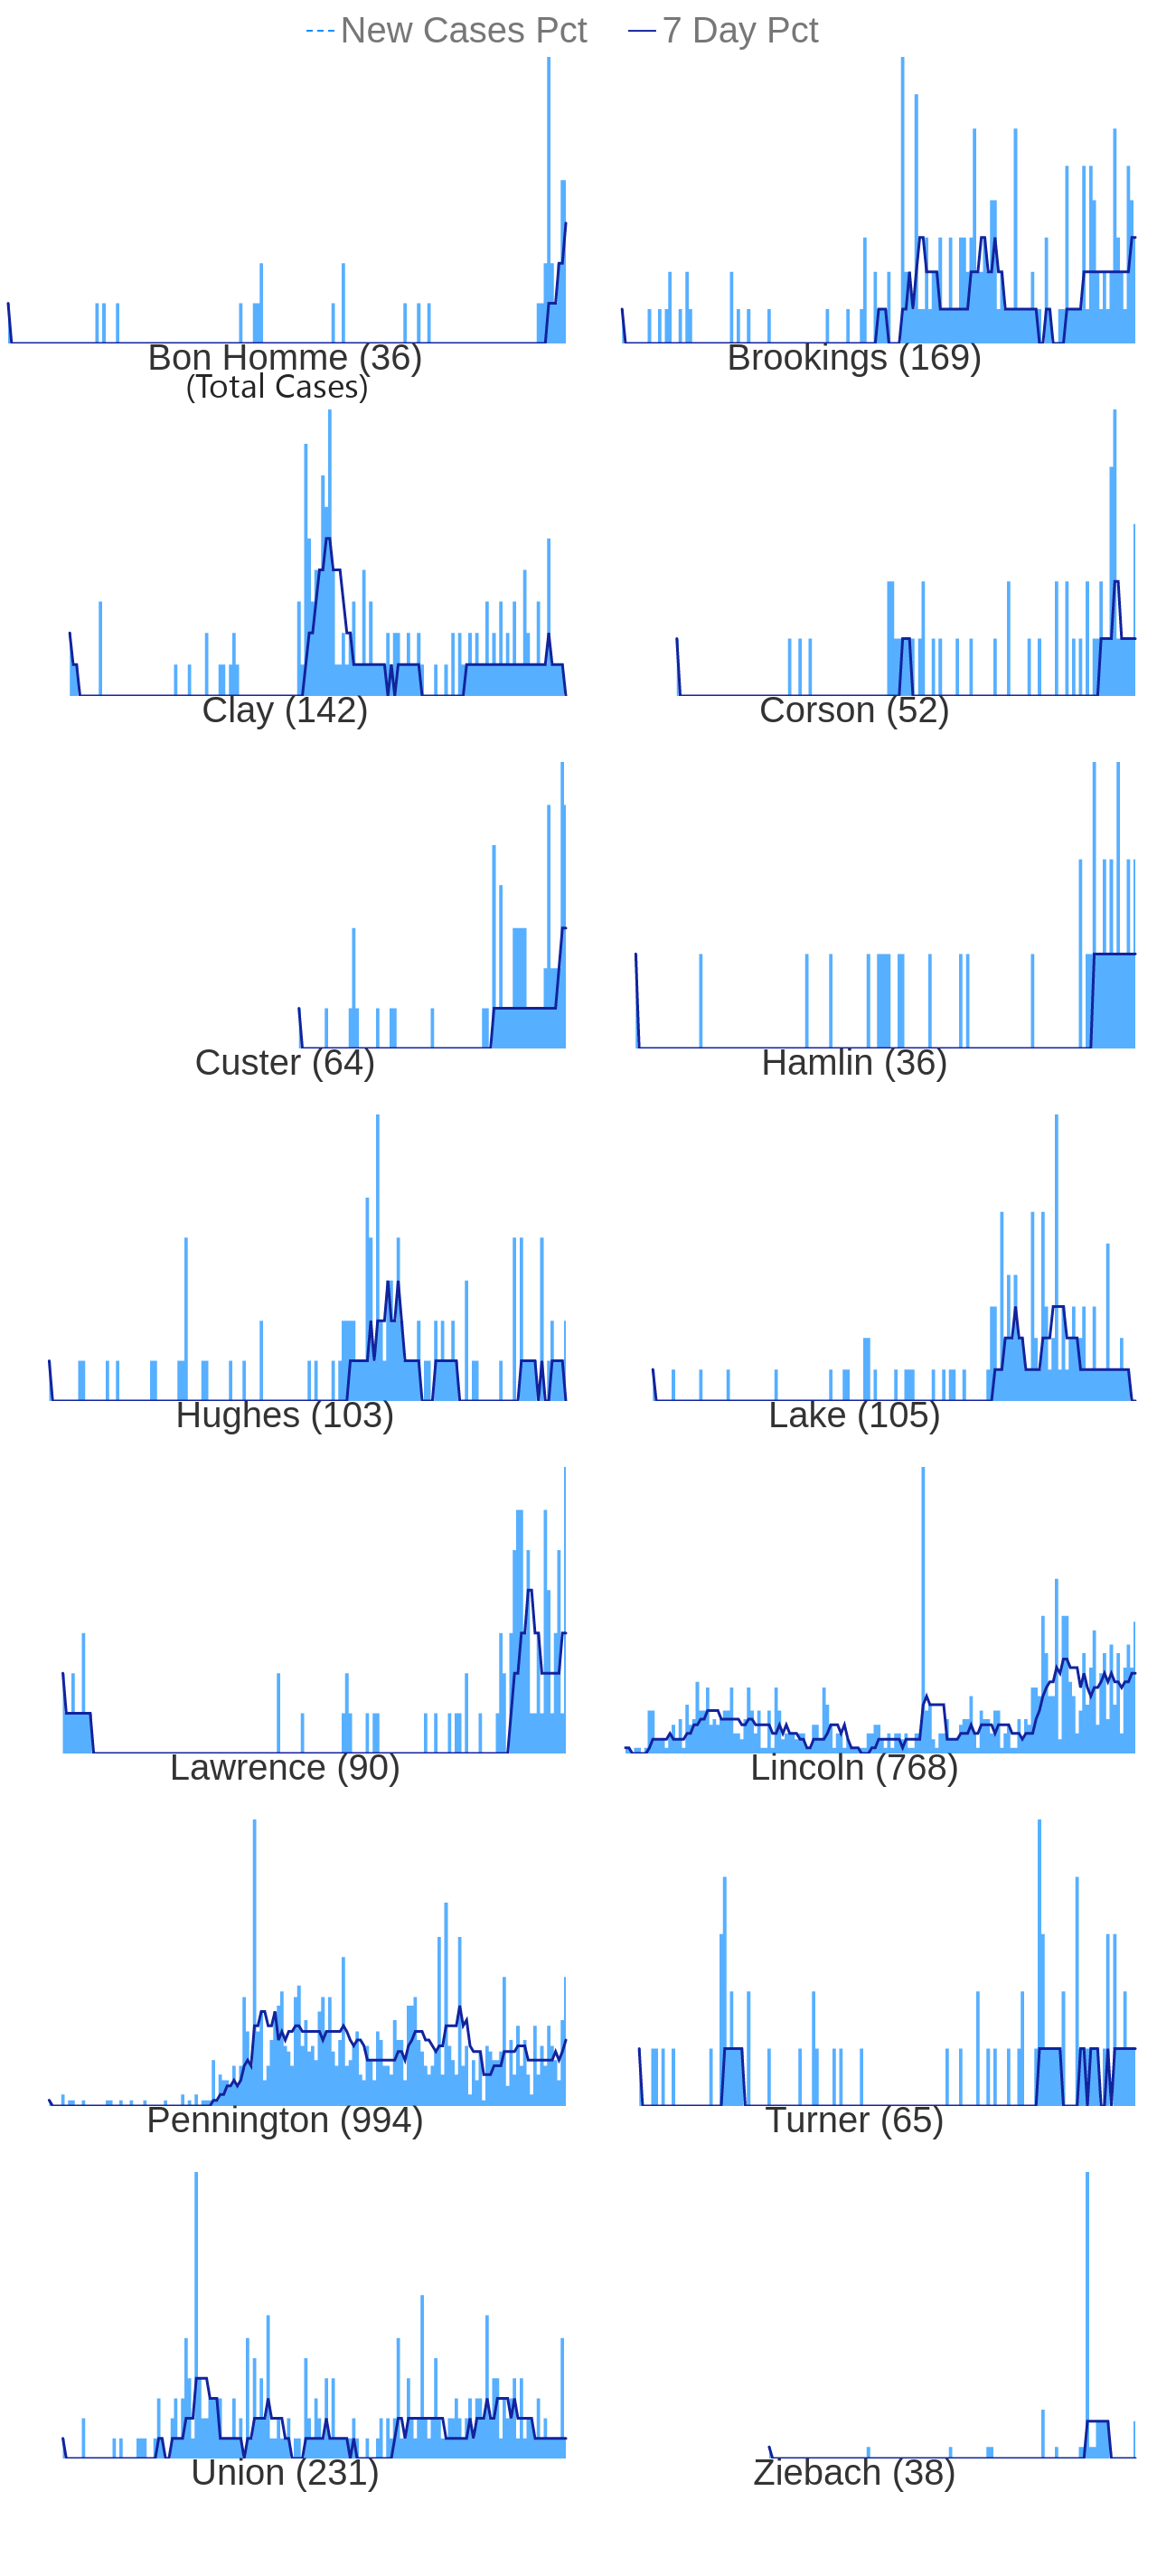 New Cases Pct 7 Day Pct
Bon Homme (36) Brookings (169)
(Total Cases)
Clay (142) Corson (52)
Custer (64) Hamlin (36)
Hughes (103) Lake (105)
Lawrence (90) Lincoln (768)
Pennington (994) Turner (65)
Union (231) Ziebach (38)